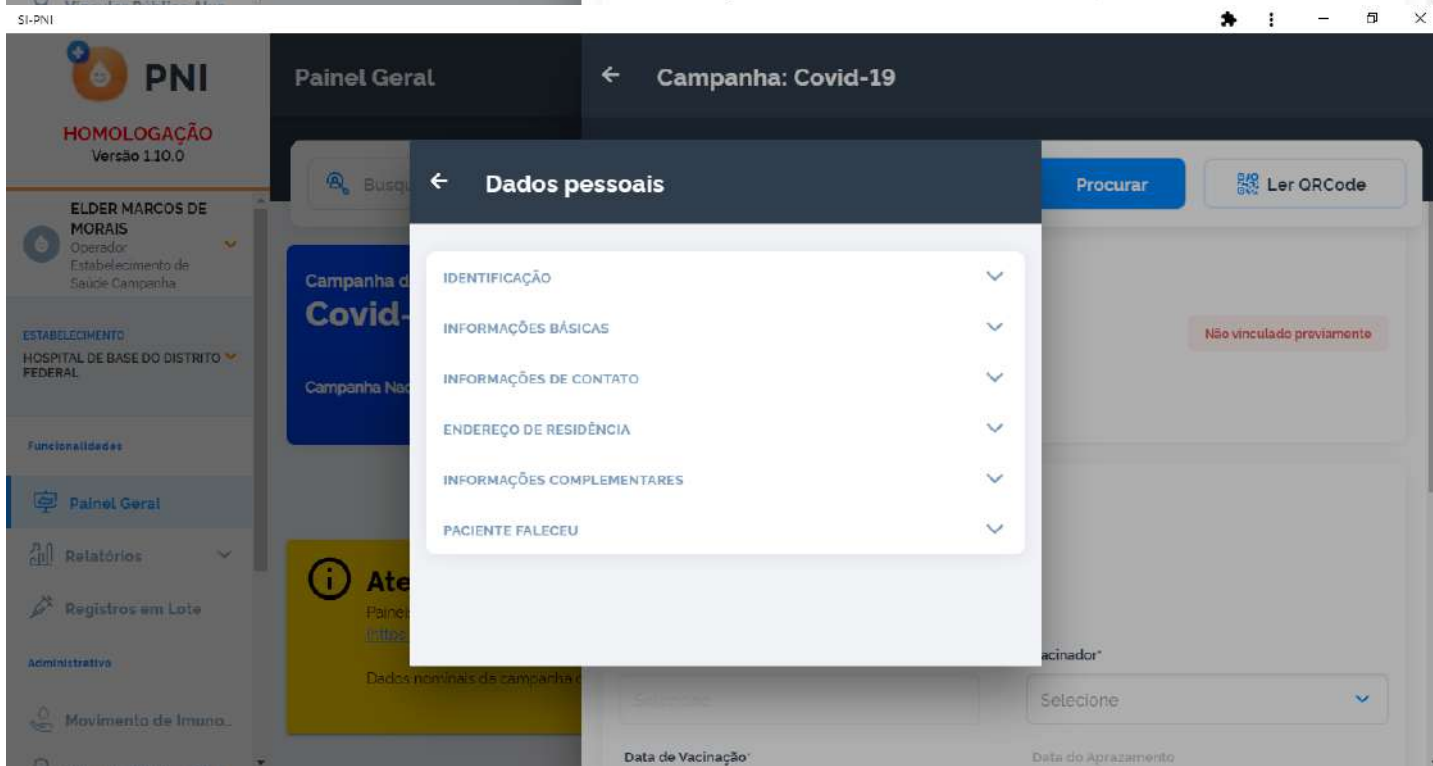 SI-PNI
PNI
HOMOLOGAÇÃO
Versão 1.10.0
ELDER MARCOS DE
MORAIS
Operador
Estabelecimento de
Saúde Campanha
ESTABELECIMENTO
HOSPITAL DE BASE DO DISTRITO
FEDERAL
Funcionalidades
Painel Geral
Relatórios
Registros em Lote
Administrativo
Movimento de Imuno...
Painel Geral
Campanha: Covid-19
Procurar
Ler QRCode
Campanha d
Covid-
Campanha Nac
Não vinculado previamente
Dados pessoais
IDENTIFICAÇÃO
INFORMAÇÕES BÁSICAS
INFORMAÇÕES DE CONTATO
ENDEREÇO DE RESIDÊNCIA
INFORMAÇÕES COMPLEMENTARES
PACIENTE FALECEU
Ate
Painéis
Dados nominais da campanha
acinador*
Selecione
Selecione
Data de Vacinação*
Data do Aprazamento